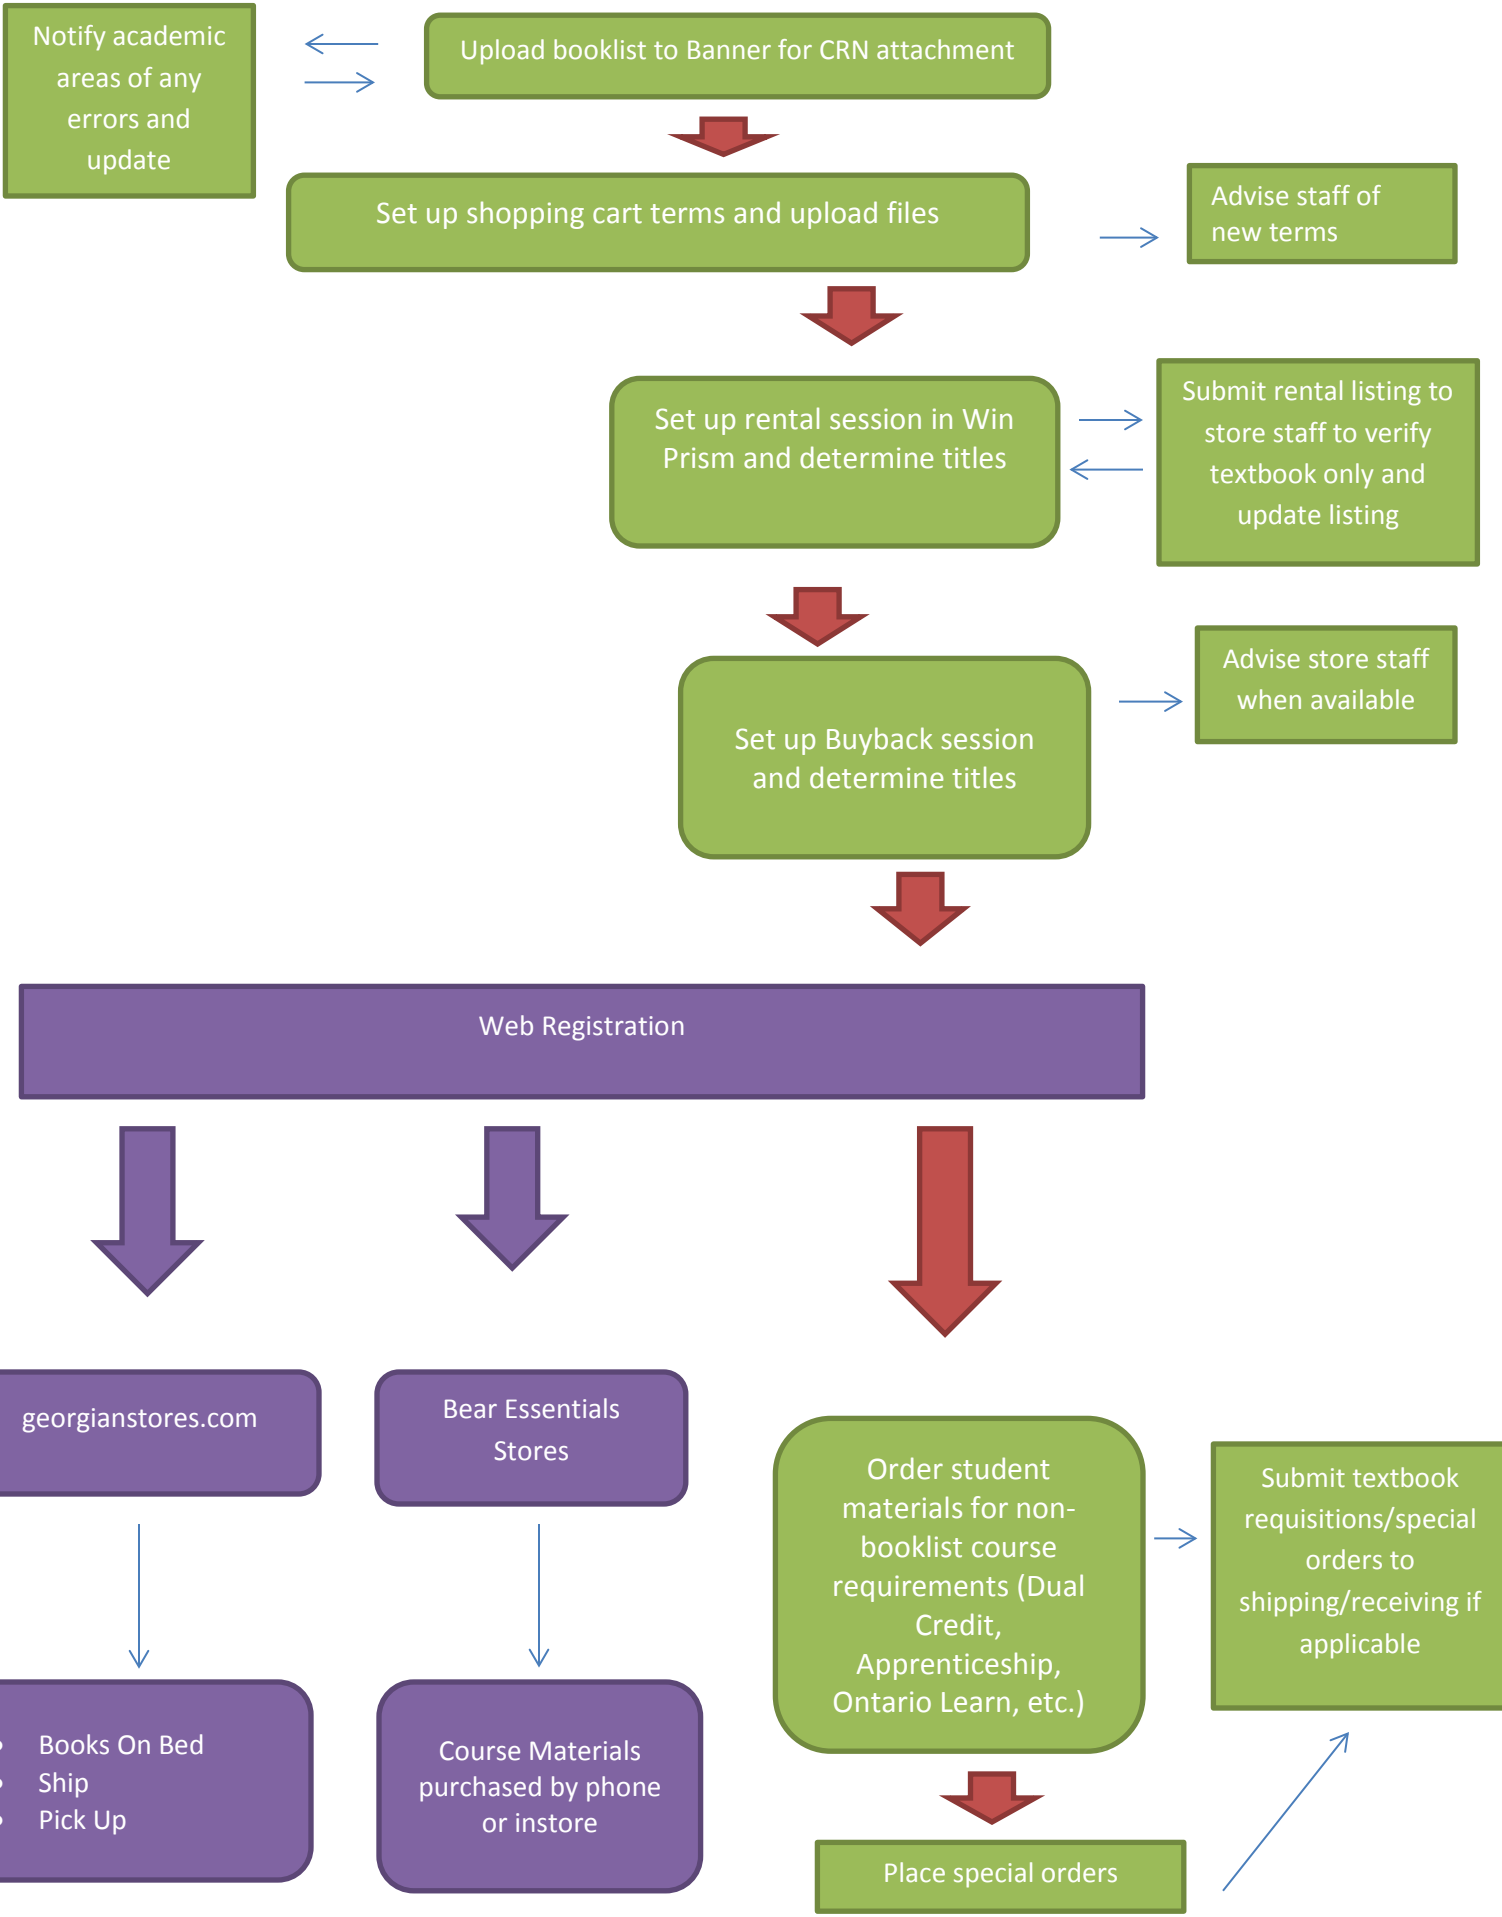 Notify academic
areas of any
errors and
update
Upload booklist to Banner for CRN attachment
Set up shopping cart terms and upload files
Advise staff of
new terms
Set up rental session in Win
Prism and determine titles
Submit rental listing to
store staff to verify
textbook only and
update listing
Set up Buyback session
and determine titles
Advise store staff
when available
Web Registration
georgianstores.com
Bear Essentials
Stores
Order student
materials for non-
booklist course
requirements (Dual
Credit,
Apprenticeship,
Ontario Learn, etc.)
Submit textbook
requisitions/special
orders to
shipping/receiving if
applicable
• Books On Bed
• Ship
• Pick Up
Course Materials
purchased by phone
or instore
Place special orders